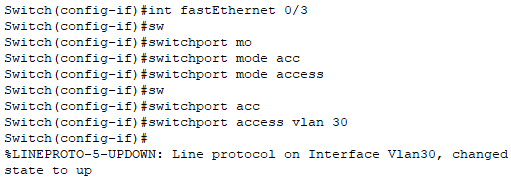 Switch(config-if)#int fastEthernet 0/3
Switch(config-if)#sw
Switch(config-if)#switchport mo
Switch(config-if)#switchport mode acc
Switch(config-if)#switchport mode access
Switch(config-if)#sw
Switch(config-if)#switchport acc
Switch(config-if)#switchport access vlan 30
Switch(config-if)#
%LINEPROTO-5-UPDOWN: Line protocol on Interface Vlan30, changed
state to up